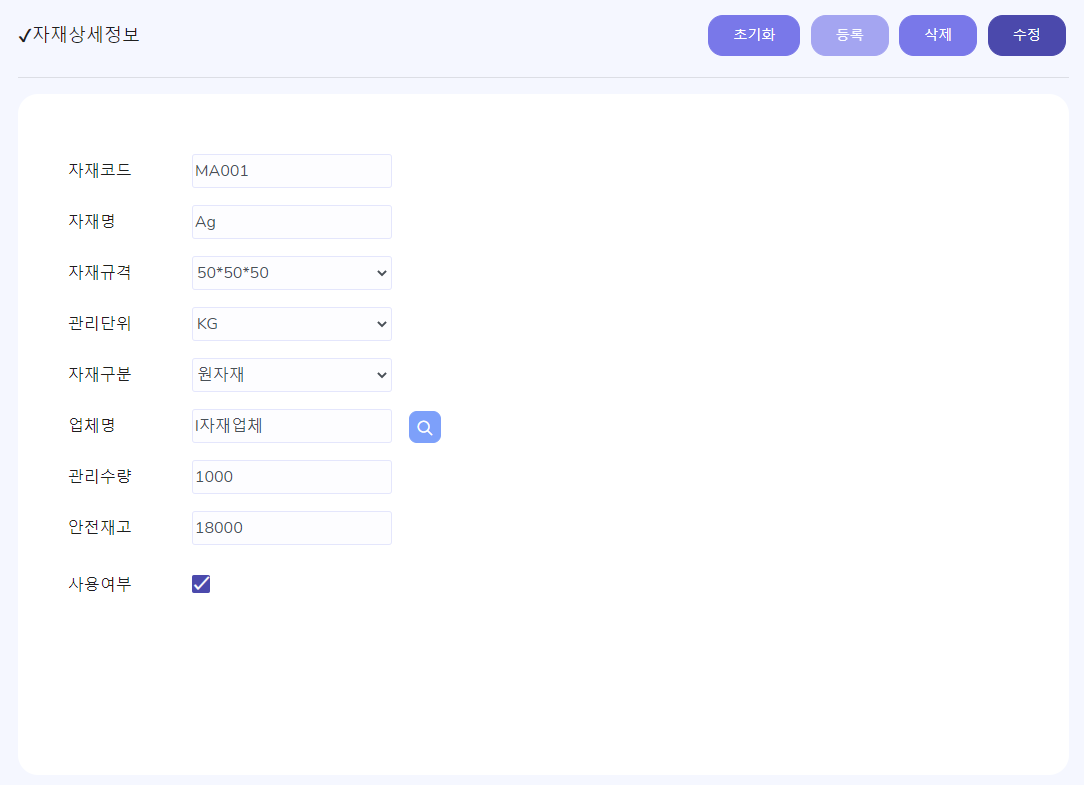 ✓자재상세정보 초기화 등록 삭제 수정
자재코드 MA001
자재명 Ag
자재규격 50*50*50
관리단위 KG
자재구분 원자재
업체명 I자재업체
관리수량 1000
안전재고 18000
사용여부